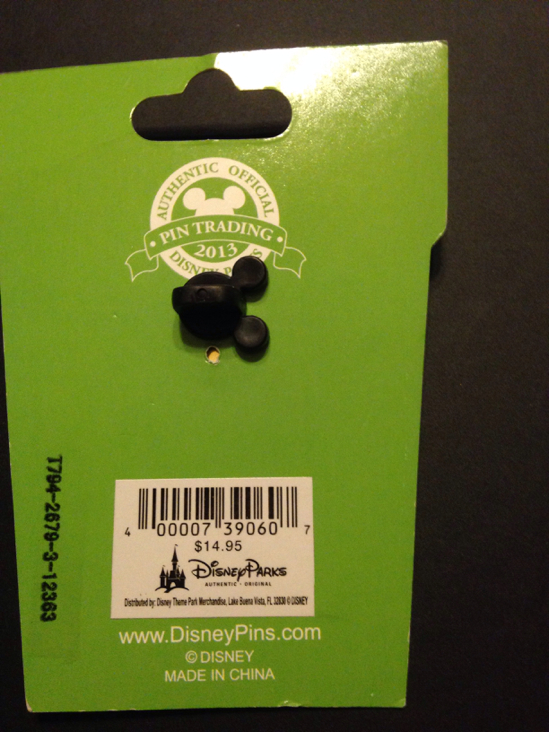 AUTHENTIC OFFICIAL
• PIN TRADING •
2013
DISNEY
T794-2679-3-12363
4 00007 39060 7
$14.95
Disney Parks
AUTHENTIC • ORIGINAL
Distributed by: Disney Theme Park Merchandise, Lake Buena Vista, FL 32830 © DISNEY
www.DisneyPins.com
© DISNEY
MADE IN CHINA